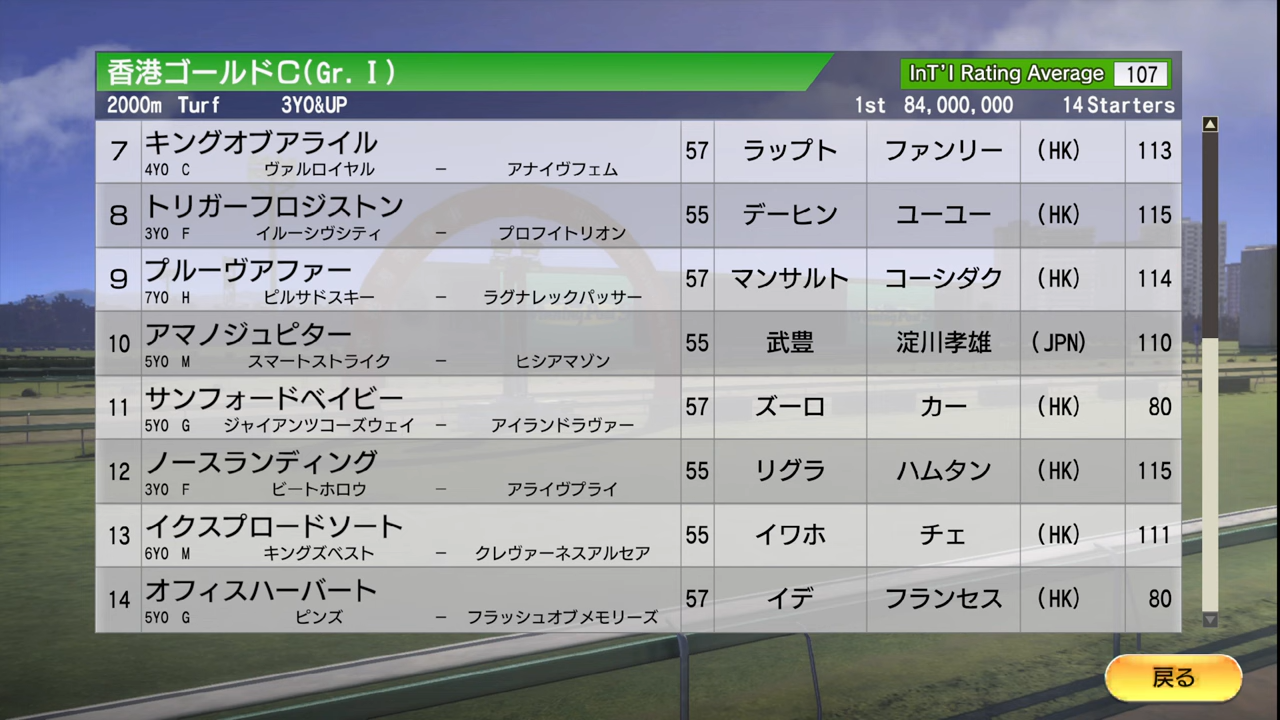 香港ゴールドC(Gr. I)
InT'l Rating Average 107
2000m Turf 3YO&UP 1st 84,000,000 14Starters
7 キングオブアライル 57 ラップト ファンリー (HK) 113
4YO C ヴァルロイヤル － アナイヴフェム
8 トリガーフロジストン 55 デーヒン ユーユー (HK) 115
3YO F イルーシヴシティ － プロフィトリオン
9 プルーヴアファー 57 マンサルト コーシダク (HK) 114
7YO H ピルサドスキー － ラグナレックパッサー
10 アマノジュピター 55 武豊 淀川孝雄 (JPN) 110
5YO M スマートストライク － ヒシアマゾン
11 サンフォードベイビー 57 ズーロ カー (HK) 80
5YO G ジャイアンツコーズウェイ － アイランドラヴァー
12 ノースランディング 55 リグラ ハムタン (HK) 115
3YO F ビートホロウ － アライヴプライ
13 イクスプロードソート 55 イワホ チェ (HK) 111
6YO M キングズベスト － クレヴァーネスアルセア
14 オフィスハーバート 57 イデ フランセス (HK) 80
5YO G ピンズ － フラッシュオブメモリーズ
戻る